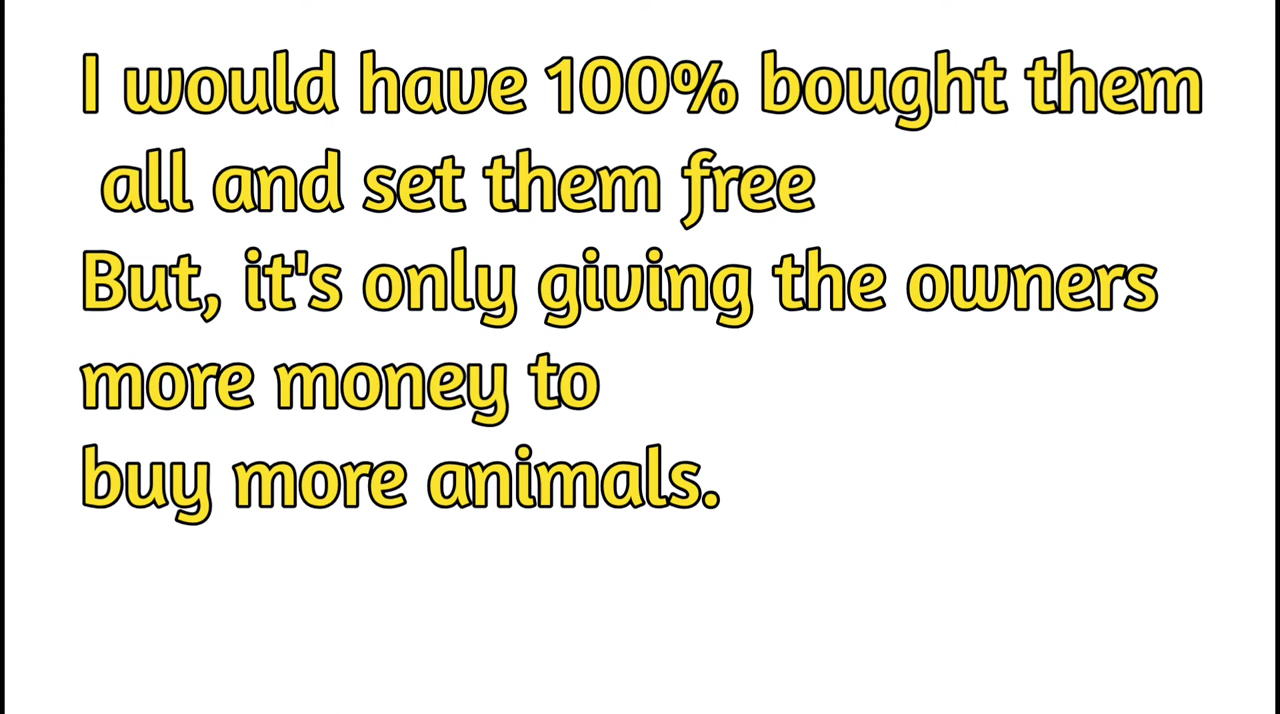 I would have 100% bought them
all and set them free
But, it's only giving the owners
more money to
buy more animals.